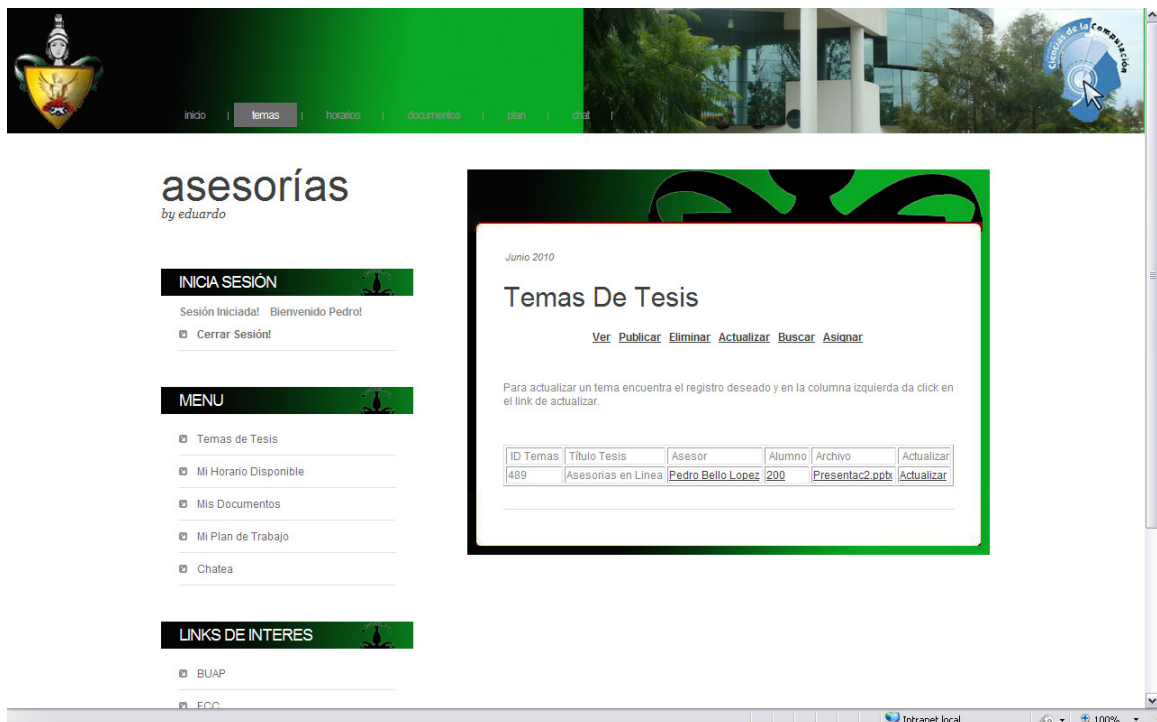 Ciencias de la Computación
inicio | temas | horarios | documentos | plan | chat |
asesorías
by eduardo
INICIA SESIÓN
Sesión Iniciada! Bienvenido Pedro!
Cerrar Sesión!
MENU
Temas de Tesis
Mi Horario Disponible
Mis Documentos
Mi Plan de Trabajo
Chatea
LINKS DE INTERES
BUAP
FCC
Junio 2010
Temas De Tesis
Ver Publicar Eliminar Actualizar Buscar Asignar
Para actualizar un tema encuentra el registro deseado y en la columna izquierda da click en
el link de actualizar.
ID Temas Título Tesis Asesor Alumno Archivo Actualizar
489 Asesorias en Linea Pedro Bello Lopez 200 Presentac2.pptx Actualizar
Intranet local 100%